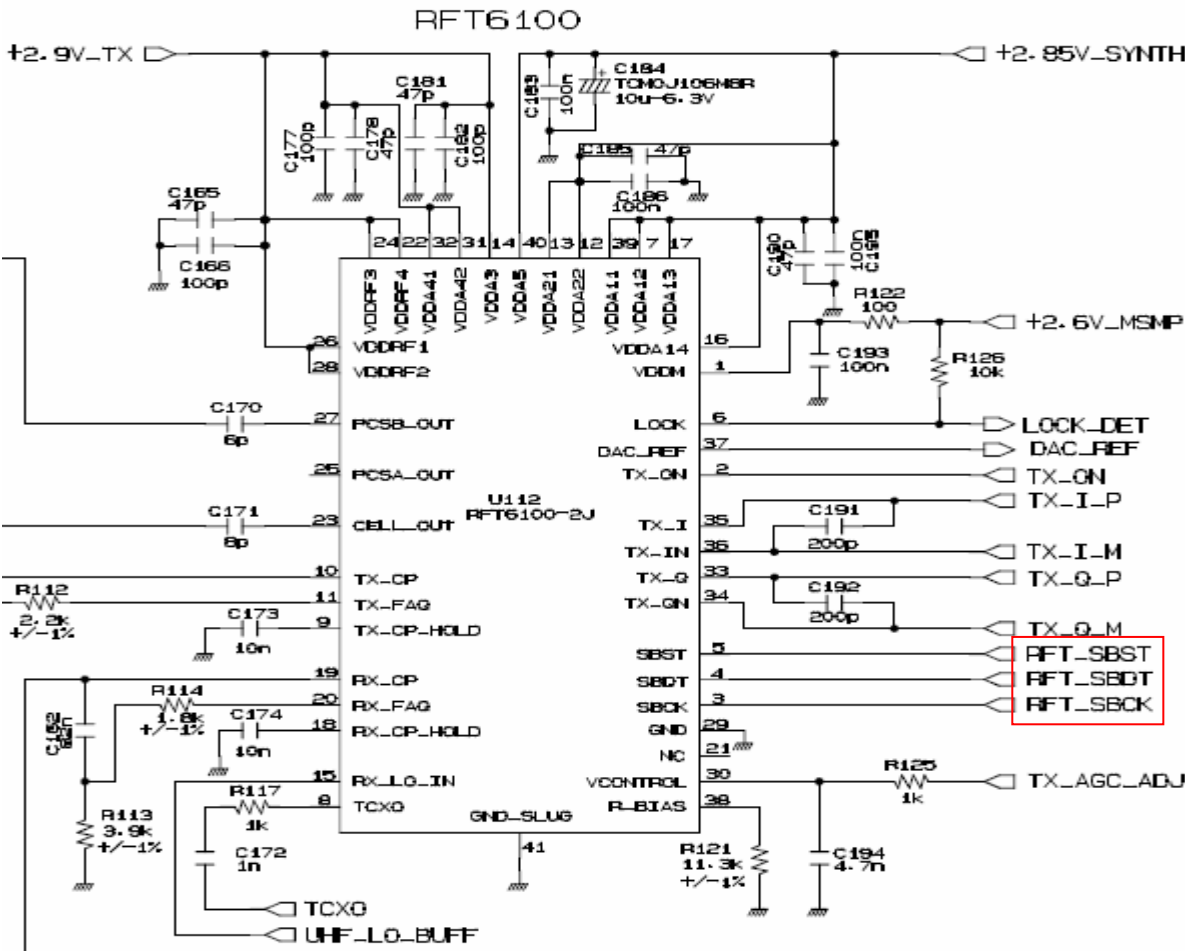 RFT6100
+2.9V_TX
+2.85V_SYNTH
C181
47p
C177
100p
C178
47p
C182
100p
C183
100n
C184
TCMOJ106M8R
10u-6.3V
C185
47p
C186
100n
C165
47p
C166
100p
24 22 22 32 31 14 40 13 12 39 7 17
VDDRF3
VDDRF4
VDDA41
VDDA42
VDDA3
VDDA5
VDDA21
VDDA22
VDDA11
VDDA12
VDDA13
C190
47p
100n
C195
R122
100
+2.6V_MSMP
26 VDDRF1
28 VDDRF2
VDDA14 16
VDDM 1
C193
100n
R126
10k
C170
6p
27 PCSB_OUT
LOCK 6
LOCK_DET
DAC_REF 37
DAC_REF
25 PCSA_OUT
TX_ON 2
TX_ON
U112
RFT6100-2J
C171
8p
23 CELL_OUT
TX_I 35
TX_I_P
C191
200p
TX_IN 36
TX_I_M
10 TX_CP
TX_Q 33
TX_Q_P
R112
2.2k
+/-1%
11 TX_FAQ
TX_QN 34
C192
200p
TX_Q_M
C173
10n
9 TX_CP_HOLD
SBST 5
RFT_SBST
19 RX_CP
SBDT 4
RFT_SBDT
R114
1.8k
+/-1%
20 RX_FAQ
SBCK 3
RFT_SBCK
C174
10n
18 RX_CP_HOLD
GND 29
NC 21
15 RX_LO_IN
VCONTROL 30
R125
1k
TX_AGC_ADJ
R117
1k
8 TCXO
R_BIAS 38
GND_SLUG
41
R113
3.9k
+/-1%
C172
1n
R121
11.3k
+/-1%
C194
4.7n
TCXO
UHF_LO_BUFF